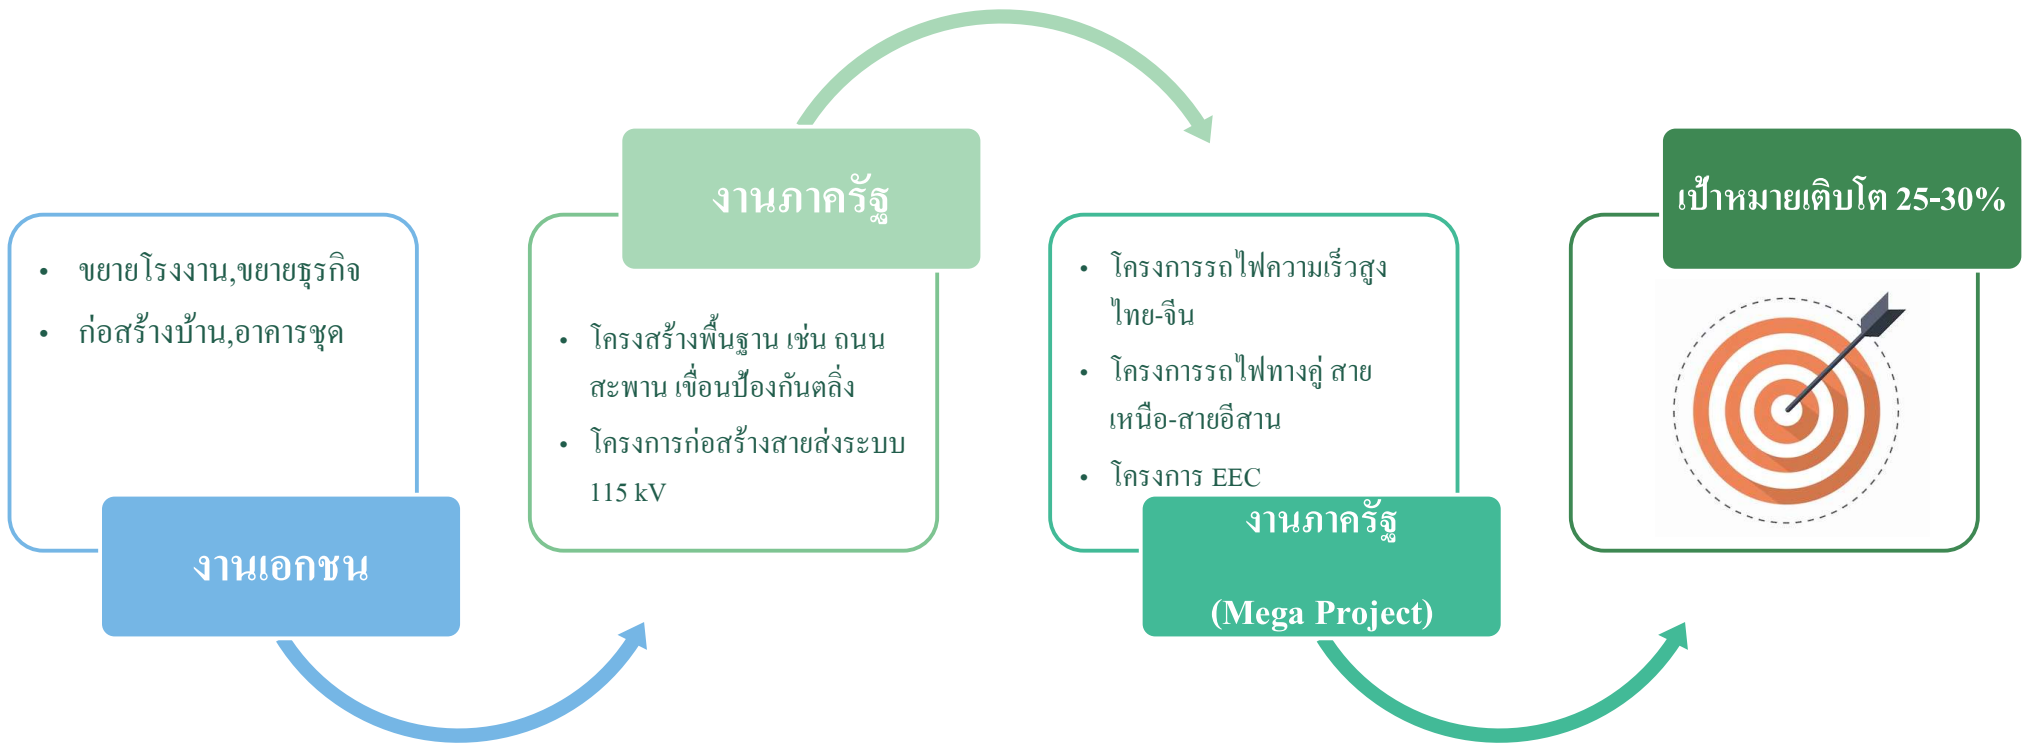 • ขยายโรงงาน,ขยายธุรกิจ
• ก่อสร้างบ้าน,อาคารชุด
งานเอกชน
งานภาครัฐ
• โครงสร้างพื้นฐาน เช่น ถนน
สะพาน เขื่อนป้องกันตลิ่ง
• โครงการก่อสร้างสายส่งระบบ
115 kV
• โครงการรถไฟความเร็วสูง
ไทย-จีน
• โครงการรถไฟทางคู่ สาย
เหนือ-สายอีสาน
• โครงการ EEC
งานภาครัฐ
(Mega Project)
เป้าหมายเติบโต 25-30%